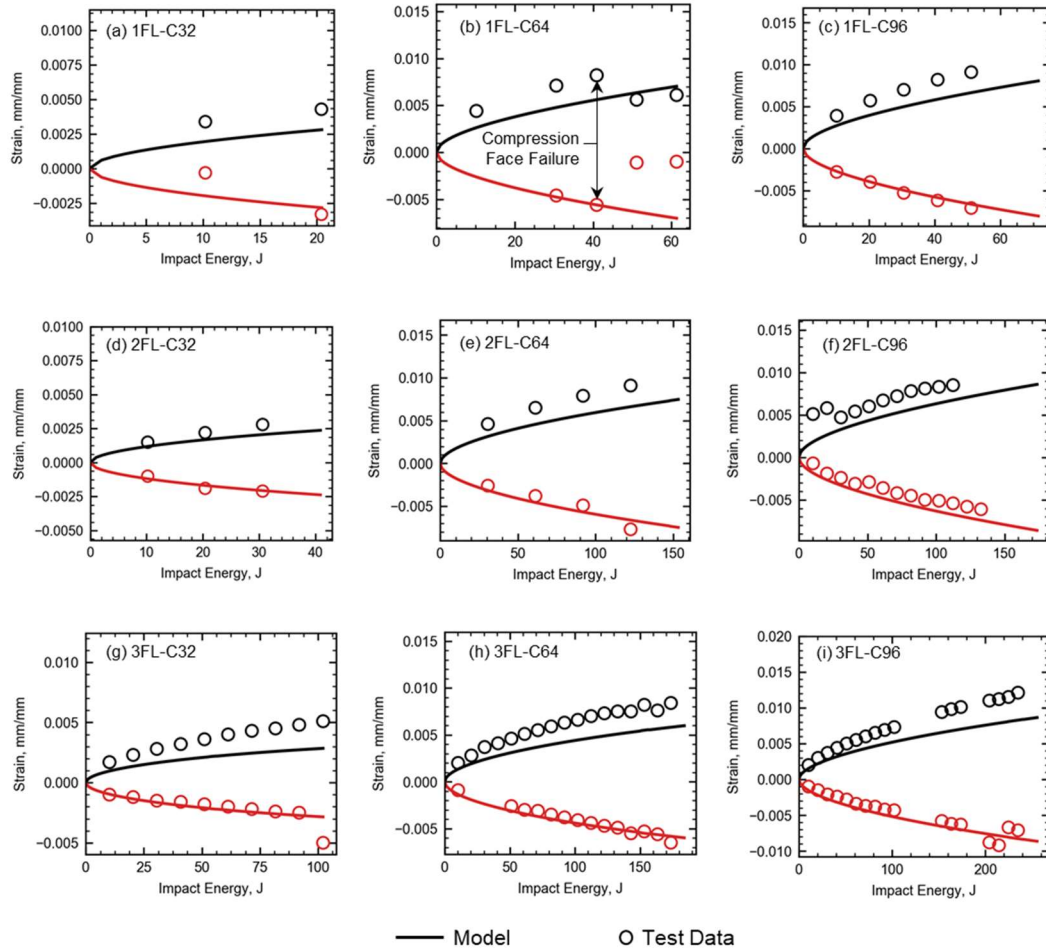 (a) 1FL-C32
0.0100
0.0075
0.0050
0.0025
0.0000
−0.0025
Strain, mm/mm
0 5 10 15 20
Impact Energy, J
(b) 1FL-C64
0.015
0.010
0.005
0.000
−0.005
Strain, mm/mm
Compression
Face Failure
0 10 20 30 40 50 60
Impact Energy, J
(c) 1FL-C96
0.015
0.010
0.005
0.000
−0.005
Strain, mm/mm
0 20 40 60
Impact Energy, J
(d) 2FL-C32
0.0100
0.0075
0.0050
0.0025
0.0000
−0.0025
−0.0050
Strain, mm/mm
0 10 20 30 40
Impact Energy, J
(e) 2FL-C64
0.015
0.010
0.005
0.000
−0.005
Strain, mm/mm
0 50 100 150
Impact Energy, J
(f) 2FL-C96
0.015
0.010
0.005
0.000
−0.005
Strain, mm/mm
0 50 100 150
Impact Energy, J
(g) 3FL-C32
0.010
0.005
0.000
−0.005
Strain, mm/mm
0 25 50 75 100
Impact Energy, J
(h) 3FL-C64
0.015
0.010
0.005
0.000
−0.005
Strain, mm/mm
0 50 100 150
Impact Energy, J
(i) 3FL-C96
0.020
0.015
0.010
0.005
0.000
−0.005
−0.010
Strain, mm/mm
0 100 200
Impact Energy, J
Model
Test Data